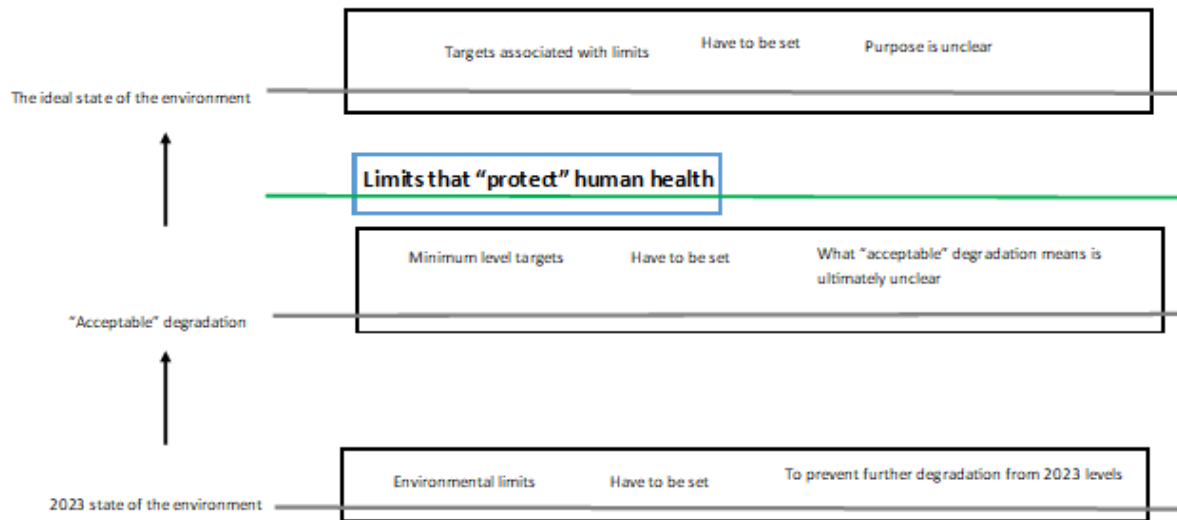 Targets associated with limits Have to be set Purpose is unclear
The ideal state of the environment
Limits that “protect” human health
Minimum level targets Have to be set What “acceptable” degradation means is
ultimately unclear
“Acceptable” degradation
Environmental limits Have to be set To prevent further degradation from 2023 levels
2023 state of the environment